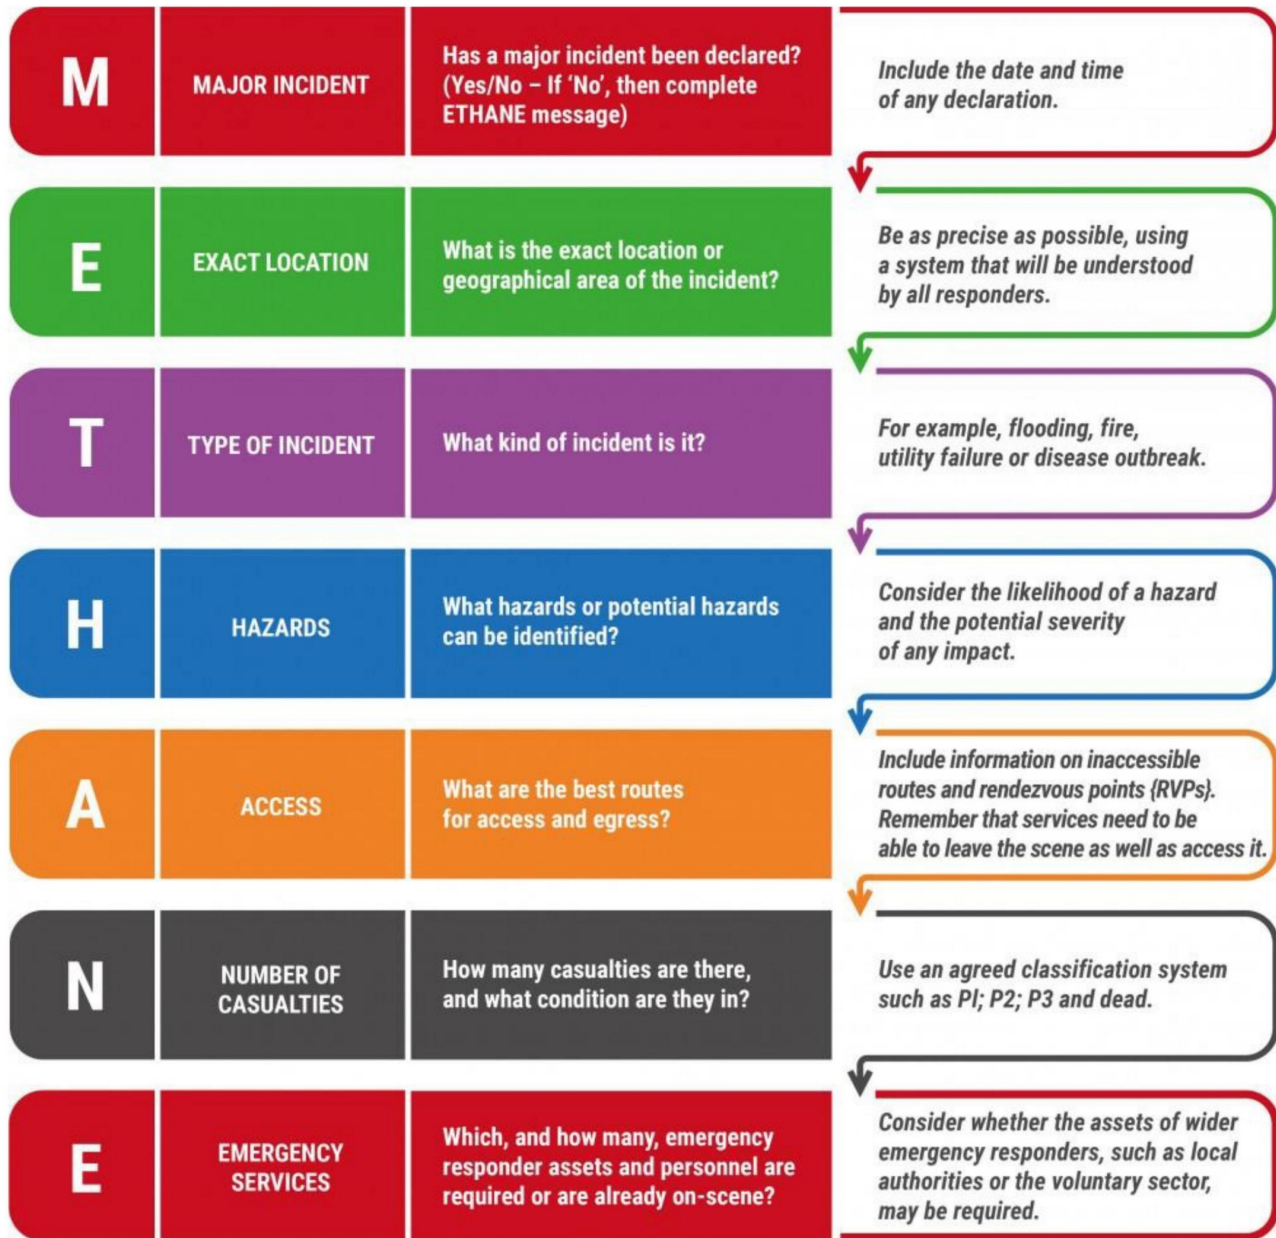 M
MAJOR INCIDENT
Has a major incident been declared?
(Yes/No – If ‘No’, then complete
ETHANE message)
Include the date and time
of any declaration.
E
EXACT LOCATION
What is the exact location or
geographical area of the incident?
Be as precise as possible, using
a system that will be understood
by all responders.
T
TYPE OF INCIDENT
What kind of incident is it?
For example, flooding, fire,
utility failure or disease outbreak.
H
HAZARDS
What hazards or potential hazards
can be identified?
Consider the likelihood of a hazard
and the potential severity
of any impact.
A
ACCESS
What are the best routes
for access and egress?
Include information on inaccessible
routes and rendezvous points {RVPs}.
Remember that services need to be
able to leave the scene as well as access it.
N
NUMBER OF
CASUALTIES
How many casualties are there,
and what condition are they in?
Use an agreed classification system
such as Pl; P2; P3 and dead.
E
EMERGENCY
SERVICES
Which, and how many, emergency
responder assets and personnel are
required or are already on-scene?
Consider whether the assets of wider
emergency responders, such as local
authorities or the voluntary sector,
may be required.